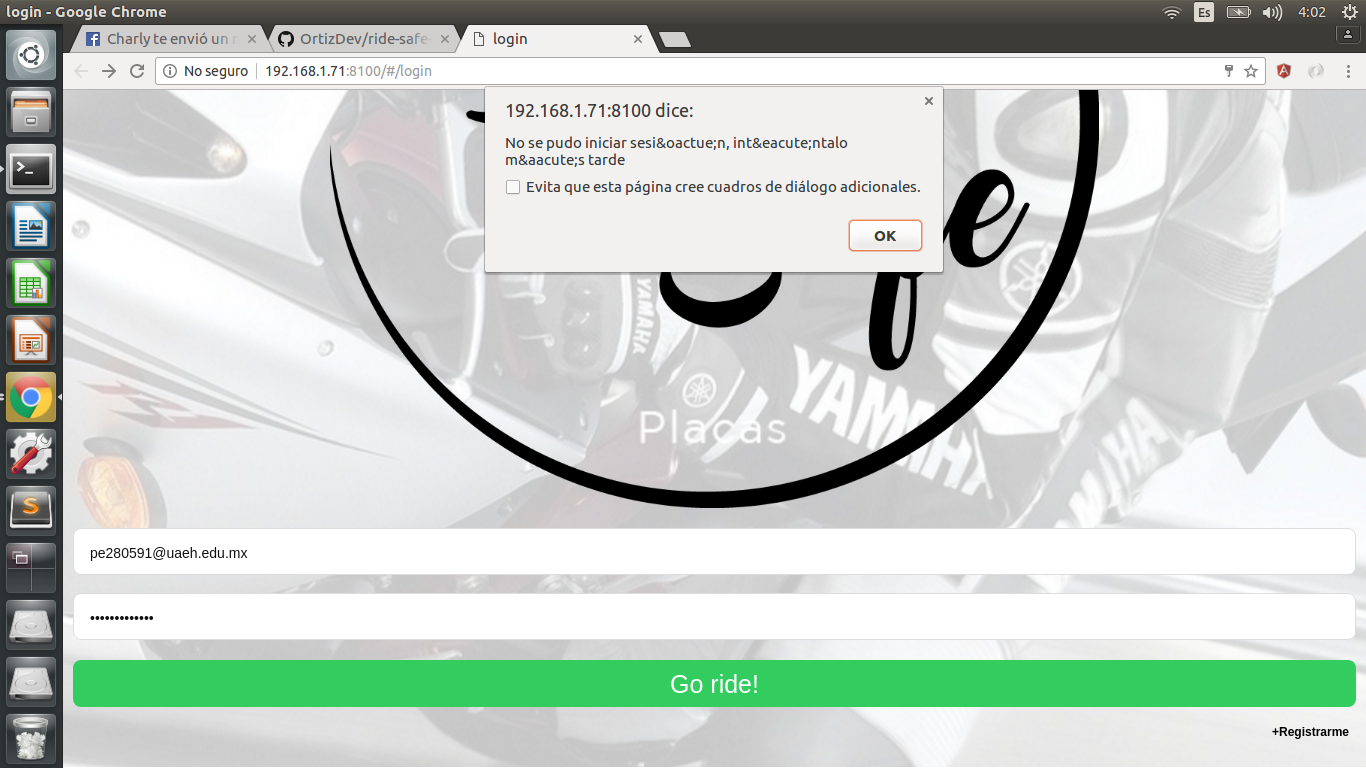 login - Google Chrome
Es
4:02
Charly te envió un m
OrtizDev/ride-safe-
login
No seguro
192.168.1.71:8100/#/login
192.168.1.71:8100 dice:
No se pudo iniciar sesi&oactue;n, int&eacute;ntalo
m&aacute;s tarde
Evita que esta página cree cuadros de diálogo adicionales.
OK
fe
YAMAHA
YAMAHA
YAMAHA
Placas
pe280591@uaeh.edu.mx
•••••••••••••
Go ride!
+Registrarme